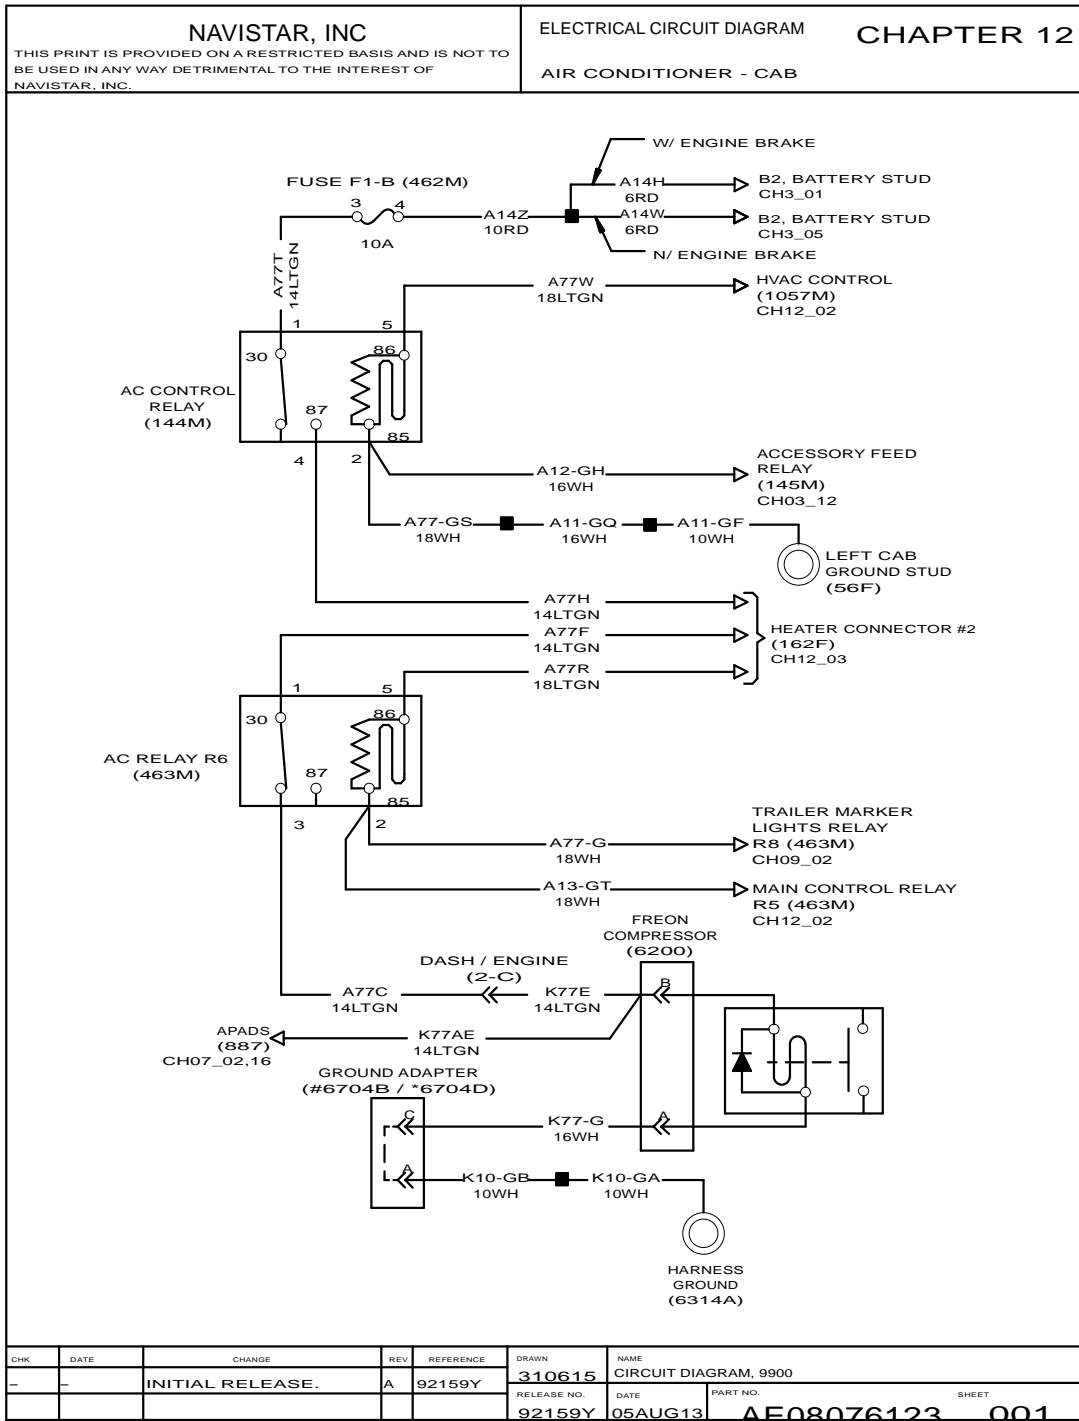 NAVISTAR, INC
THIS PRINT IS PROVIDED ON A RESTRICTED BASIS AND IS NOT TO
BE USED IN ANY WAY DETRIMENTAL TO THE INTEREST OF
NAVISTAR, INC.
ELECTRICAL CIRCUIT DIAGRAM
CHAPTER 12
AIR CONDITIONER - CAB
W/ ENGINE BRAKE
FUSE F1-B (462M)
3 4
10A
A14H
6RD
B2, BATTERY STUD
CH3_01
A14Z
10RD
A14W
6RD
B2, BATTERY STUD
CH3_05
N/ ENGINE BRAKE
A77T
14LTGN
A77W
18LTGN
HVAC CONTROL
(1057M)
CH12_02
1 5
30
86
AC CONTROL
RELAY
(144M)
87
85
4 2
A12-GH
16WH
ACCESSORY FEED
RELAY
(145M)
CH03_12
A77-GS
18WH
A11-GQ
16WH
A11-GF
10WH
LEFT CAB
GROUND STUD
(56F)
A77H
14LTGN
A77F
14LTGN
A77R
18LTGN
HEATER CONNECTOR #2
(162F)
CH12_03
1 5
30
86
AC RELAY R6
(463M)
87
85
3 2
A77-G
18WH
TRAILER MARKER
LIGHTS RELAY
R8 (463M)
CH09_02
A13-GT
18WH
MAIN CONTROL RELAY
R5 (463M)
CH12_02
FREON
COMPRESSOR
(6200)
DASH / ENGINE
(2-C)
A77C
14LTGN
K77E
14LTGN
B
APADS
(887)
CH07_02,16
K77AE
14LTGN
GROUND ADAPTER
(#6704B / *6704D)
C
K77-G
16WH
A
A
K10-GB
10WH
K10-GA
10WH
HARNESS
GROUND
(6314A)
CHK DATE CHANGE REV REFERENCE
- - INITIAL RELEASE. A 92159Y
DRAWN
310615
NAME
CIRCUIT DIAGRAM, 9900
RELEASE NO.
92159Y
DATE
05AUG13
PART NO.
AE08076123
SHEET
001